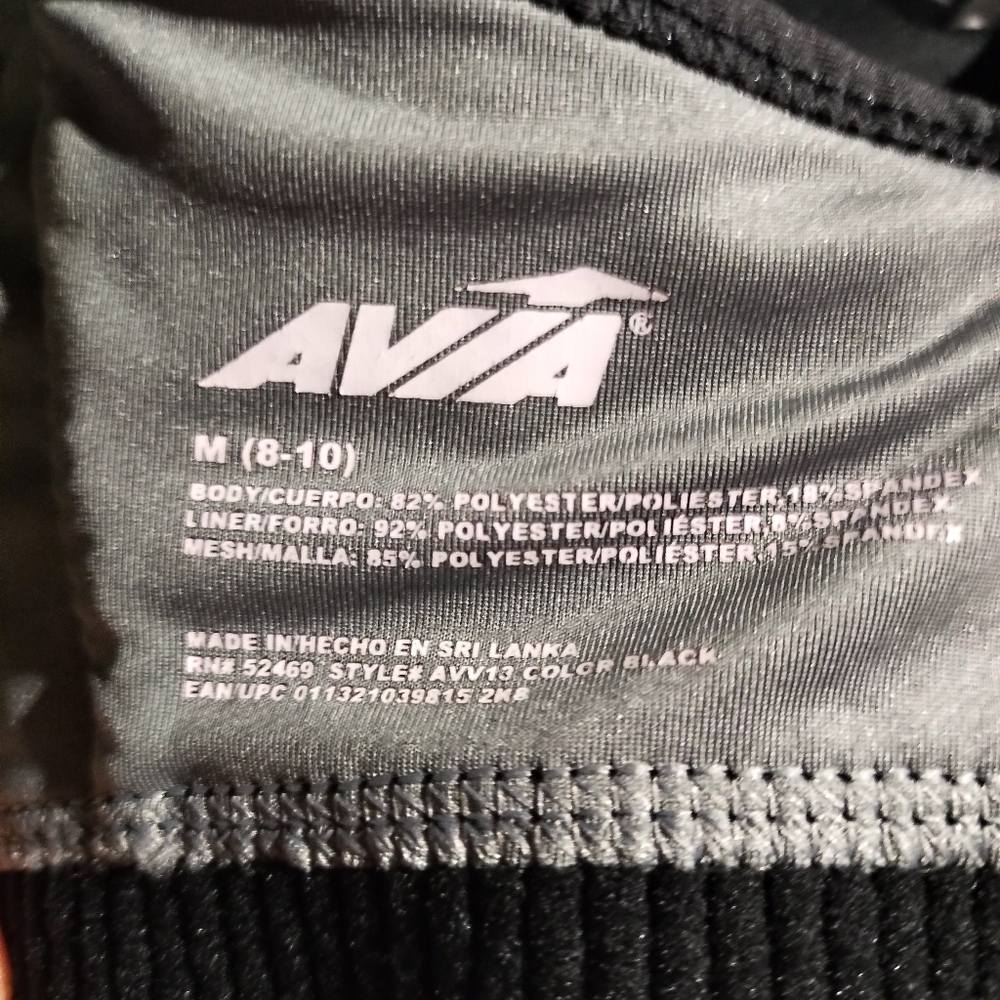 AVIA®
M (8-10)
BODY/CUERPO: 82% POLYESTER/POLIESTER,18%SPANDEX
LINER/FORRO: 92% POLYESTER/POLIESTER,8%SPANDEX
MESH/MALLA: 85% POLYESTER/POLIESTER,15%SPANDEX
MADE IN/HECHO EN SRI LANKA
RN# 52469 STYLE# AVV13 COLOR BLACK
EAN/UPC 011321039815 2K8